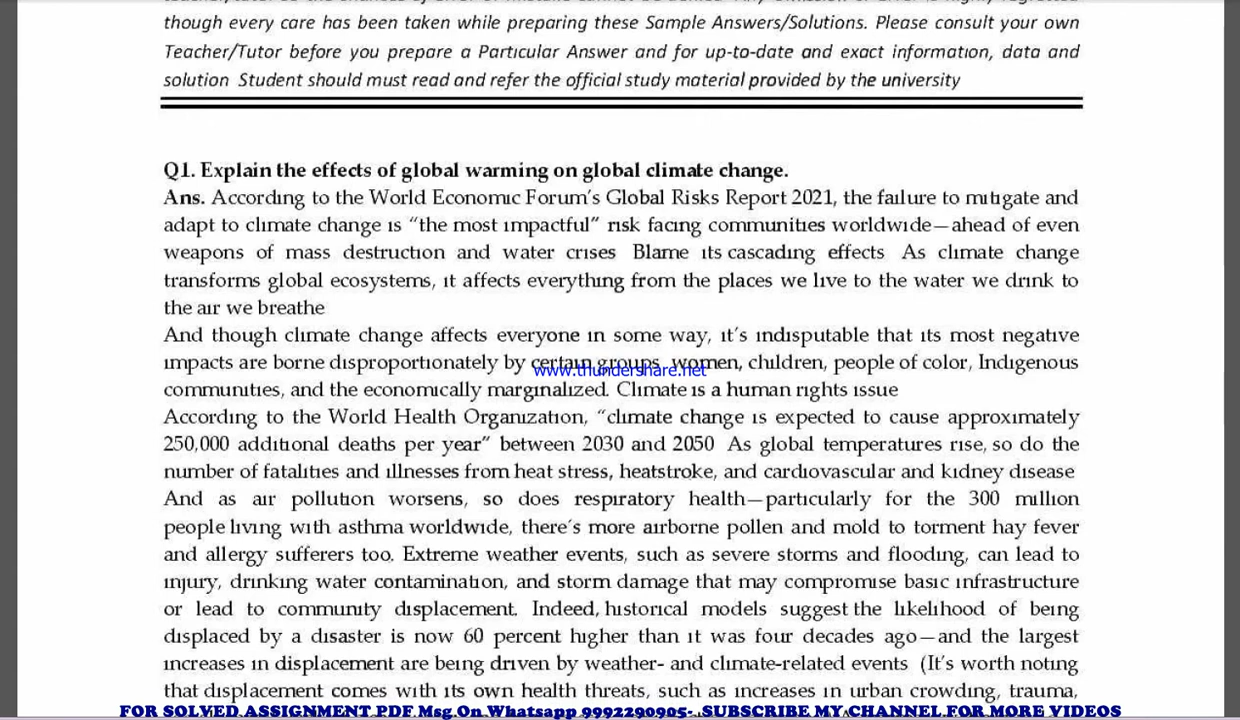 though every care has been taken while preparing these Sample Answers/Solutions. Please consult your own
Teacher/Tutor before you prepare a Particular Answer and for up-to-date and exact information, data and
solution Student should must read and refer the official study material provided by the university
Q1. Explain the effects of global warming on global climate change.
Ans. According to the World Economic Forum's Global Risks Report 2021, the failure to mitigate and
adapt to climate change is "the most impactful" risk facing communities worldwide—ahead of even
weapons of mass destruction and water crises Blame its cascading effects As climate change
transforms global ecosystems, it affects everything from the places we live to the water we drink to
the air we breathe
And though climate change affects everyone in some way, it's indisputable that its most negative
impacts are borne disproportionately by certain groups women, children, people of color, Indigenous
www.thundershare.net
communities, and the economically marginalized. Climate is a human rights issue
According to the World Health Organization, "climate change is expected to cause approximately
250,000 additional deaths per year" between 2030 and 2050 As global temperatures rise, so do the
number of fatalities and illnesses from heat stress, heatstroke, and cardiovascular and kidney disease
And as air pollution worsens, so does respiratory health—particularly for the 300 million
people living with asthma worldwide, there's more airborne pollen and mold to torment hay fever
and allergy sufferers too. Extreme weather events, such as severe storms and flooding, can lead to
injury, drinking water contamination, and storm damage that may compromise basic infrastructure
or lead to community displacement. Indeed, historical models suggest the likelihood of being
displaced by a disaster is now 60 percent higher than it was four decades ago—and the largest
increases in displacement are being driven by weather- and climate-related events (It's worth noting
that displacement comes with its own health threats, such as increases in urban crowding, trauma,
FOR SOLVED ASSIGNMENT PDF Msg On Whatsapp 9992290905-. SUBSCRIBE MY CHANNEL FOR MORE VIDEOS